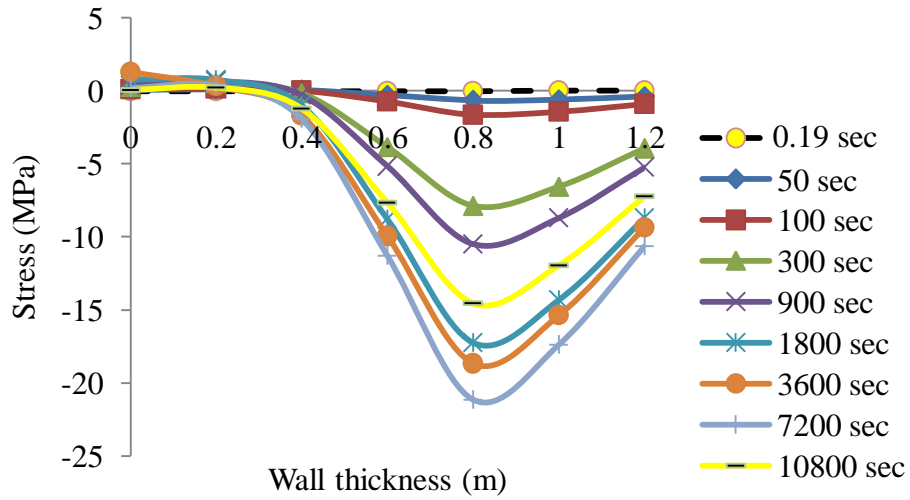 5
0
-5
-10
-15
-20
-25
0 0.2 0.4 0.6 0.8 1 1.2
Stress (MPa)
Wall thickness (m)
0.19 sec
50 sec
100 sec
300 sec
900 sec
1800 sec
3600 sec
7200 sec
10800 sec